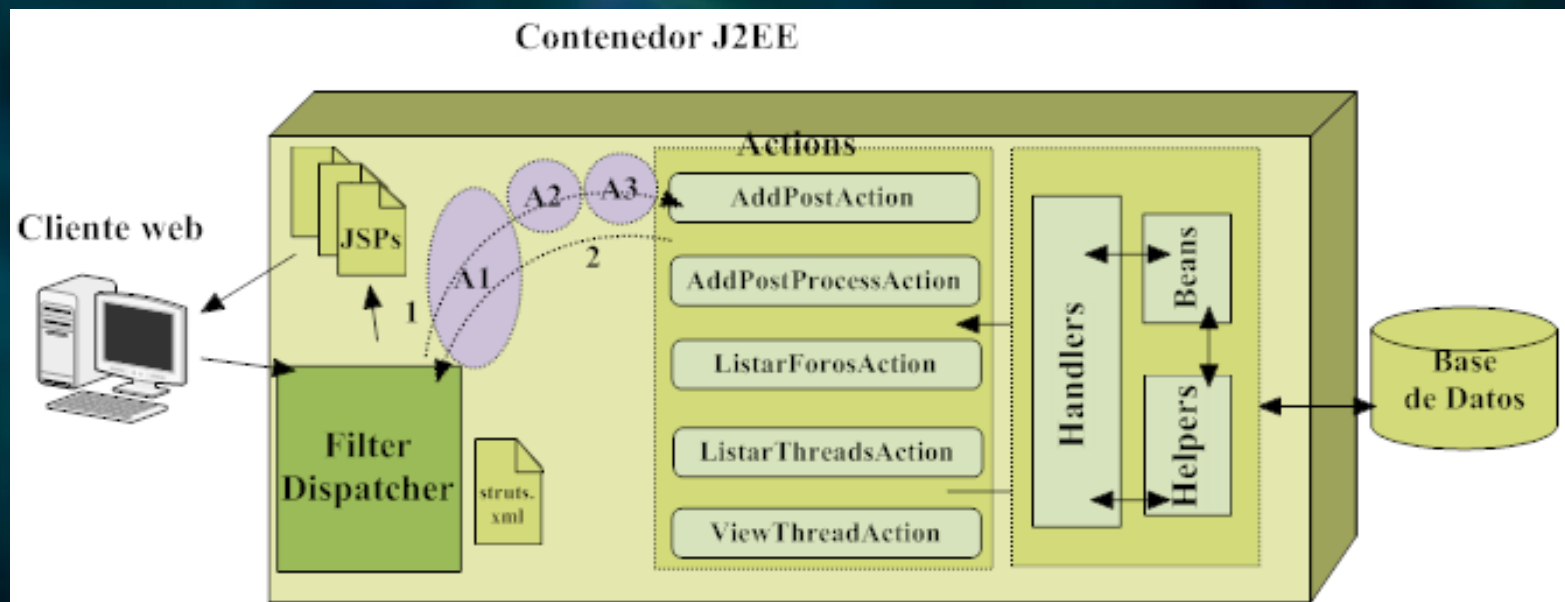 Contenedor J2EE
Cliente web
JSPs
1
A1
A2
A3
2
Filter
Dispatcher
struts.
xml
Actions
AddPostAction
AddPostProcessAction
ListarForosAction
ListarThreadsAction
ViewThreadAction
Handlers
Beans
Helpers
Base
de Datos